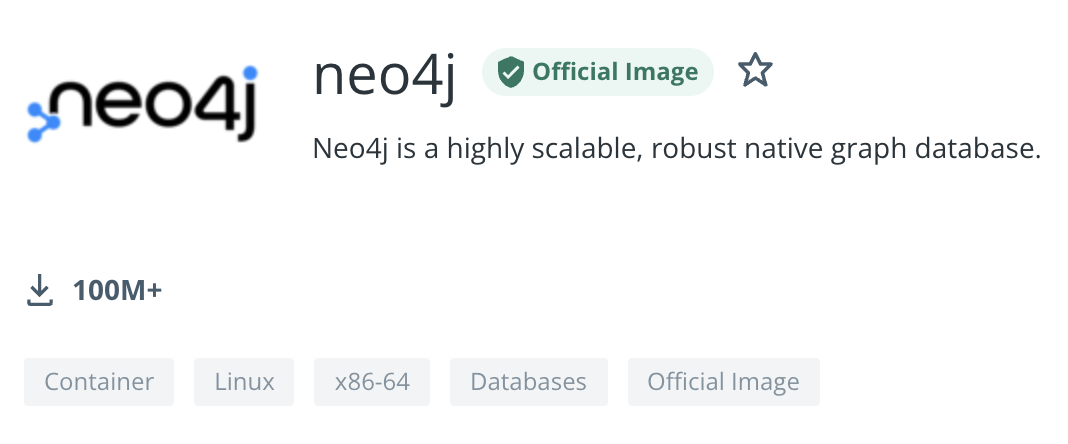 neo4j
neo4j Official Image
Neo4j is a highly scalable, robust native graph database.
100M+
Container Linux x86-64 Databases Official Image